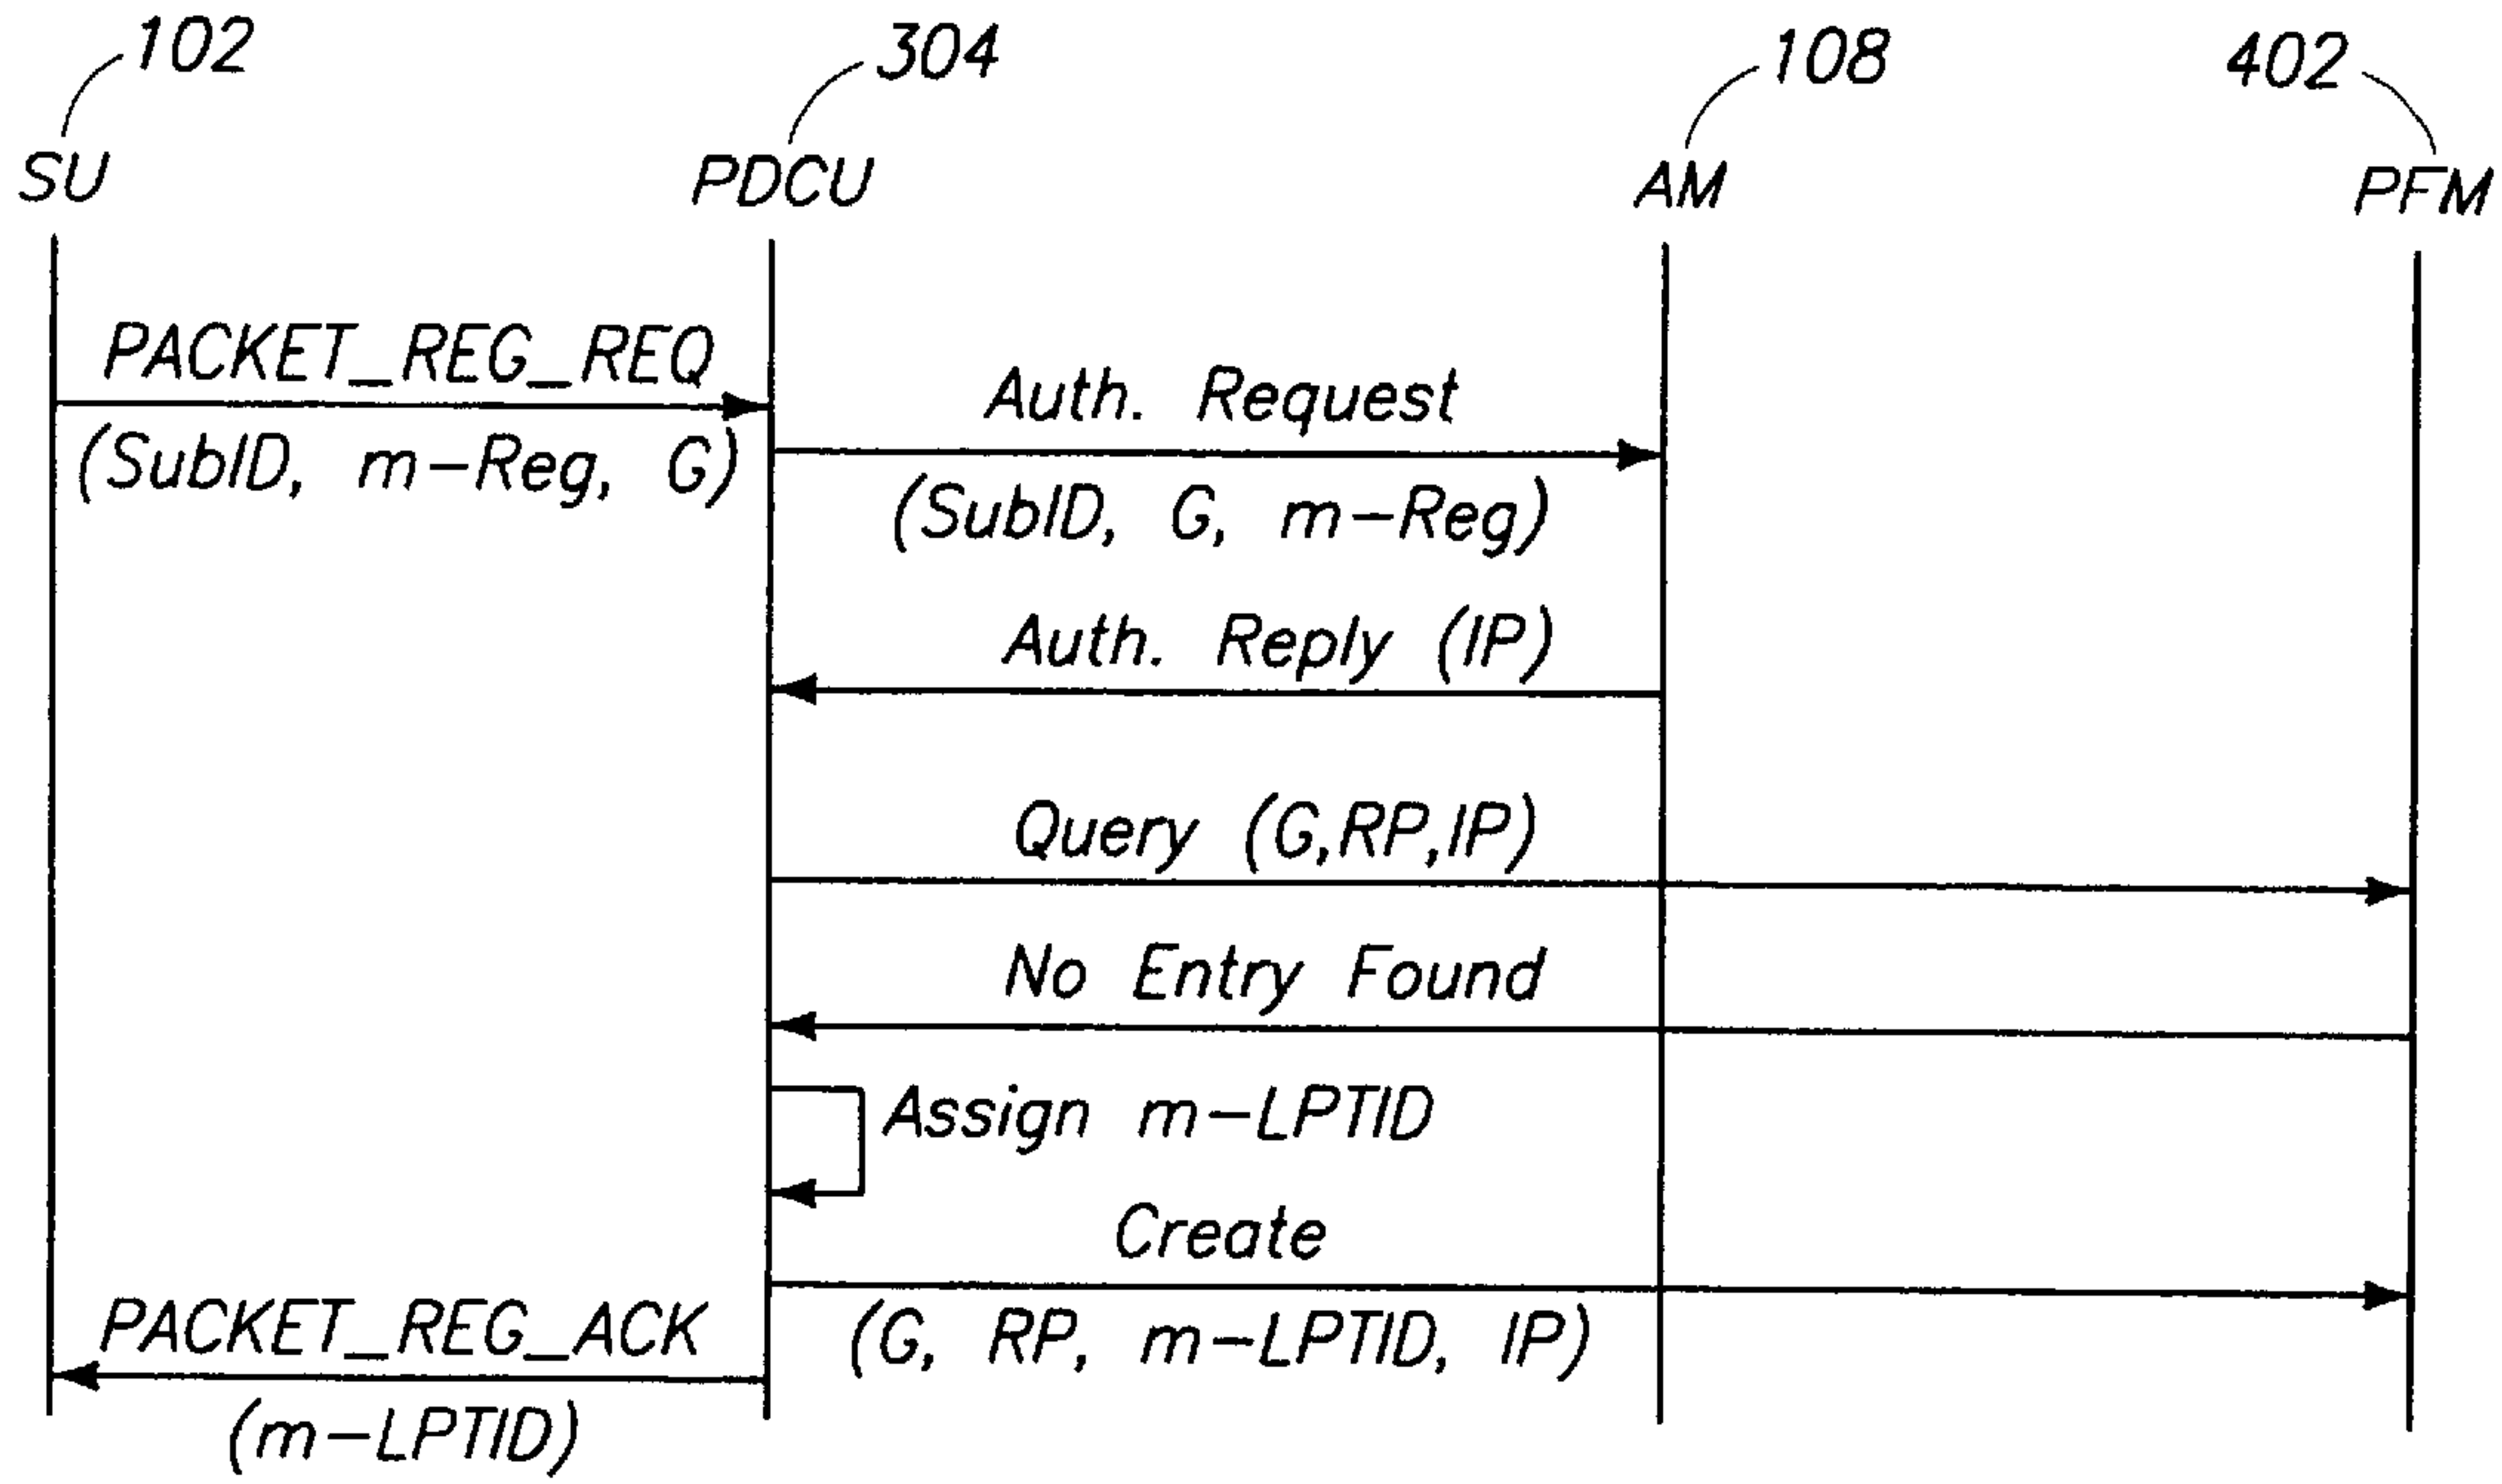 102
304
108
402
SU
PDCU
AM
PFM
PACKET_REG_REQ
(SubID, m-Reg, G)
Auth. Request
(SubID, G, m-Reg)
Auth. Reply (IP)
Query (G,RP,IP)
No Entry Found
Assign m-LPTID
Create
(G, RP, m-LPTID, IP)
PACKET_REG_ACK
(m-LPTID)